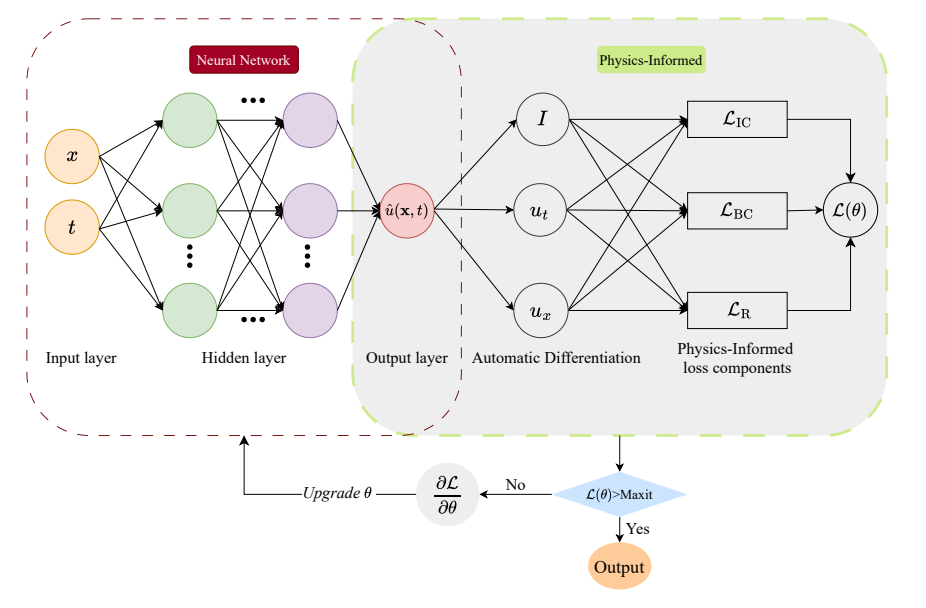 Neural Network
Physics-Informed
x
t
û(x, t)
I
u_t
u_x
ℒ_IC
ℒ_BC
ℒ_R
ℒ(θ)
Input layer
Hidden layer
Output layer
Automatic Differentiation
Physics-Informed
loss components
Upgrade θ
∂ℒ
∂θ
No
ℒ(θ)>Maxit
Yes
Output